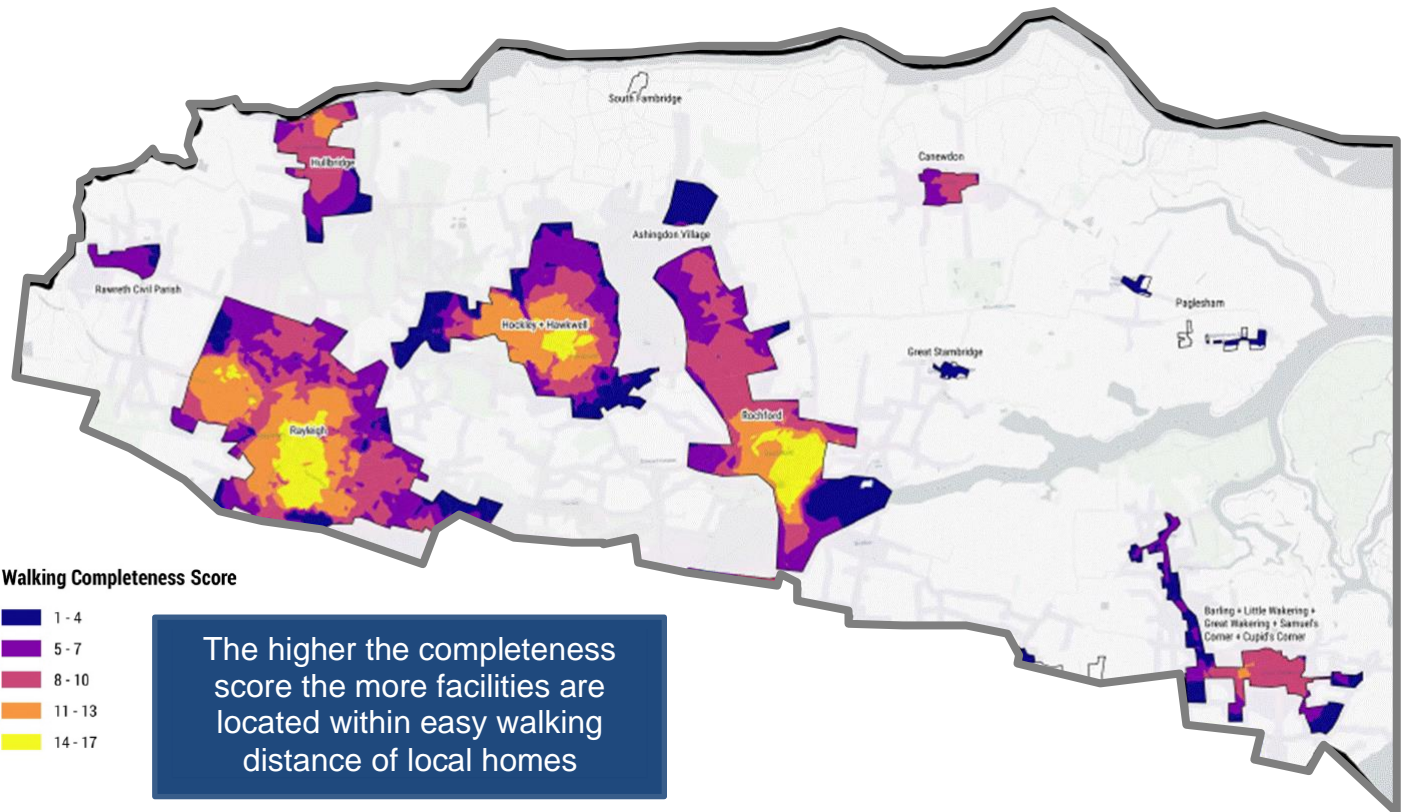 South Fambridge
Hullbridge
Canewdon
Ashingdon Village
Rawreth Civil Parish
Paglesham
Hockley + Hawkwell
Great Stambridge
Rochford
Rayleigh
Barling + Little Wakering +
Great Wakering + Samuel's
Corner + Cupid's Corner
Walking Completeness Score
1 - 4
5 - 7
8 - 10
11 - 13
14 - 17
The higher the completeness
score the more facilities are
located within easy walking
distance of local homes